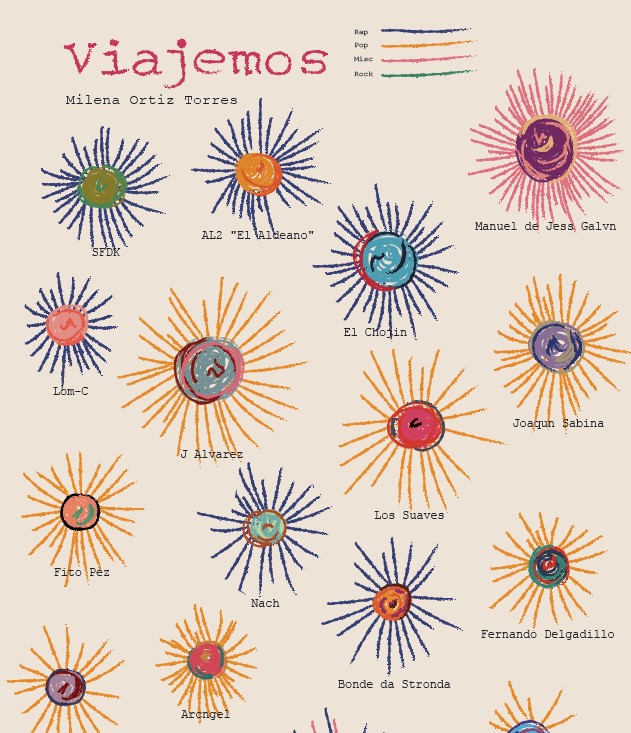 Viajemos
Rap
Pop
Misc
Rock
Milena Ortiz Torres
Manuel de Jess Galvn
AL2 "El Aldeano"
SFDK
El Chojin
Lom-C
Joaqun Sabina
J Alvarez
Los Suaves
Fito Pez
Nach
Fernando Delgadillo
Bonde da Stronda
Arcngel